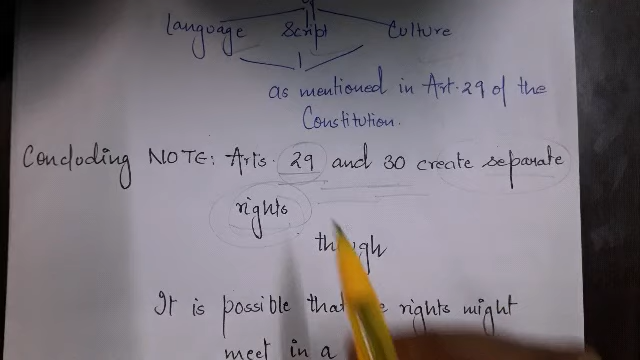 Language Script Culture
as mentioned in Art. 29 of the
Constitution.
Concluding NOTE: Arts. 29 and 30 create separate
rights
though
It is possible that rights might
meet in a